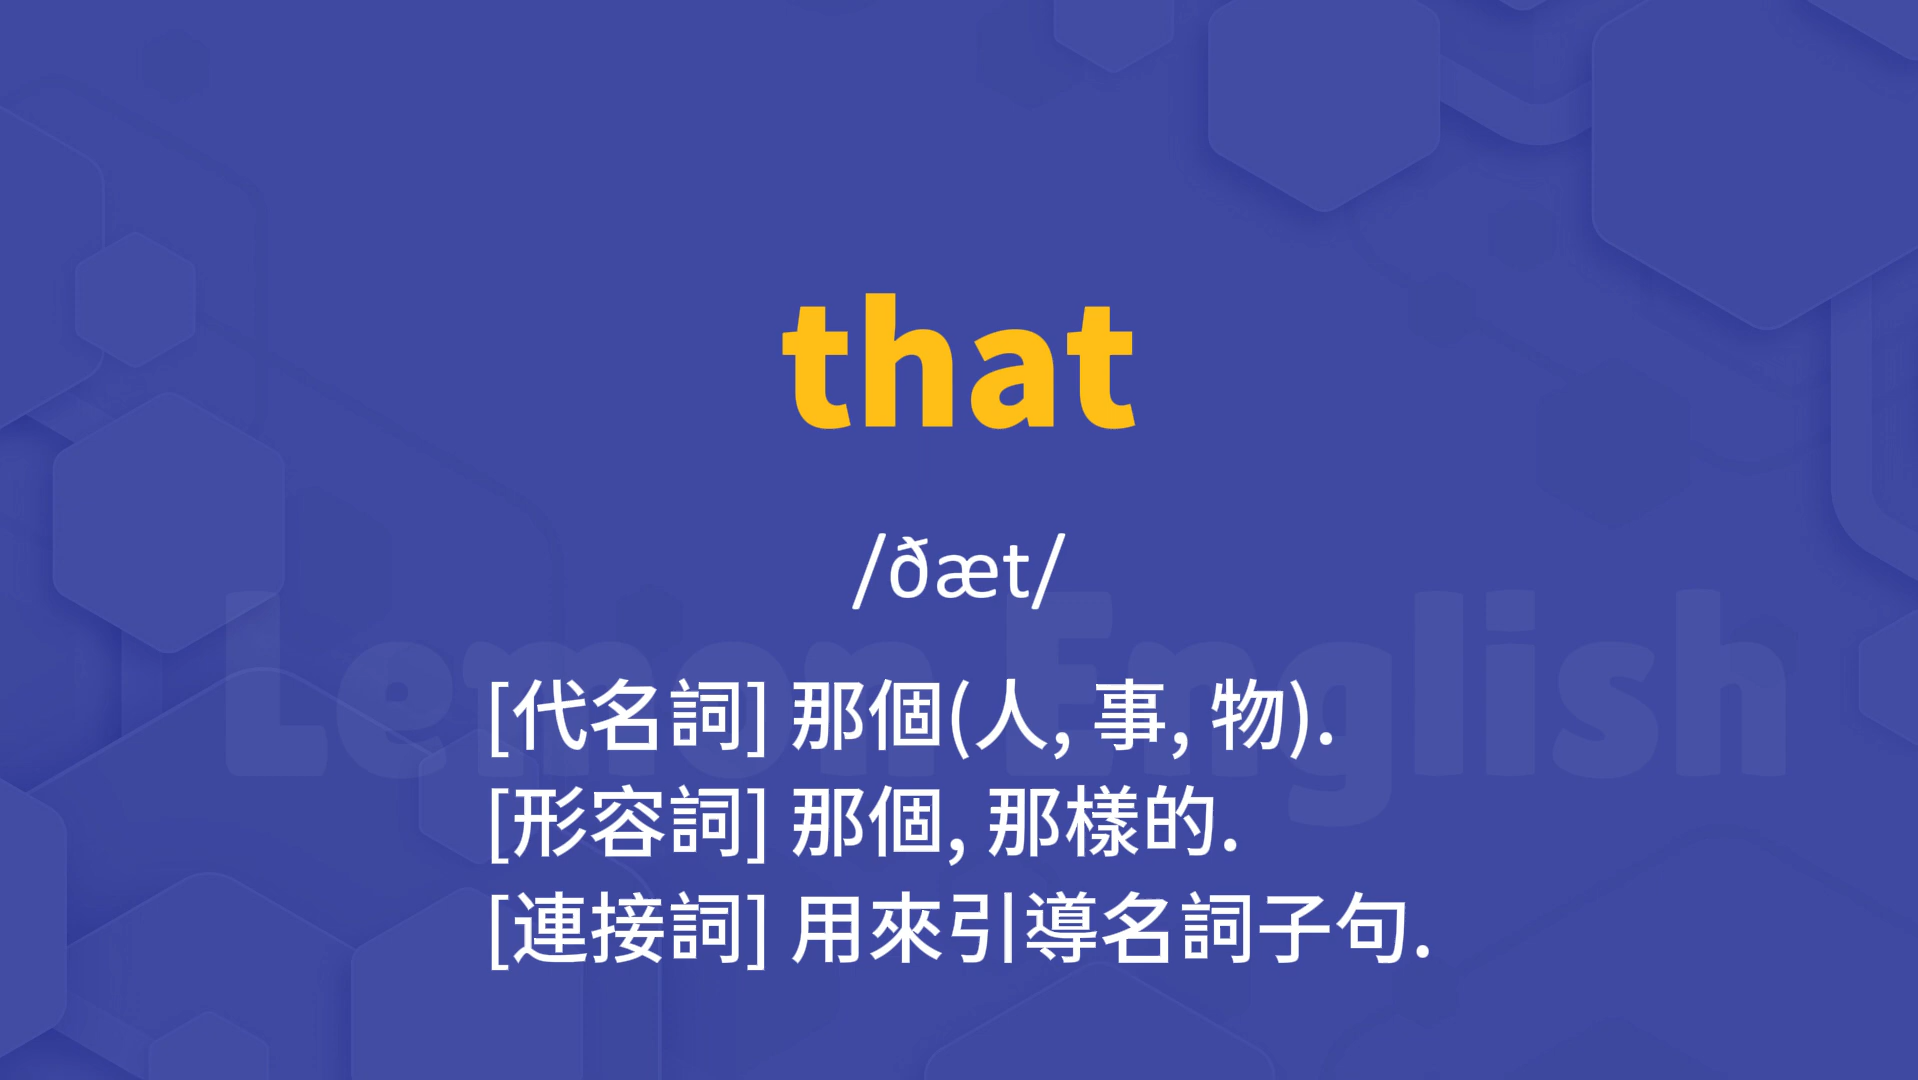 that
/ðæt/
Lemon English
[代名詞] 那個(人, 事, 物).
[形容詞] 那個, 那樣的.
[連接詞] 用來引導名詞子句.